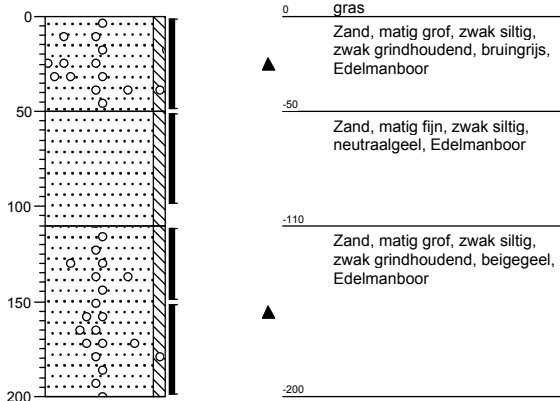 0
50
100
150
200
0
gras
Zand, matig grof, zwak siltig,
zwak grindhoudend, bruingrijs,
Edelmanboor
-50
Zand, matig fijn, zwak siltig,
neutraalgeel, Edelmanboor
-110
Zand, matig grof, zwak siltig,
zwak grindhoudend, beigegeel,
Edelmanboor
-200